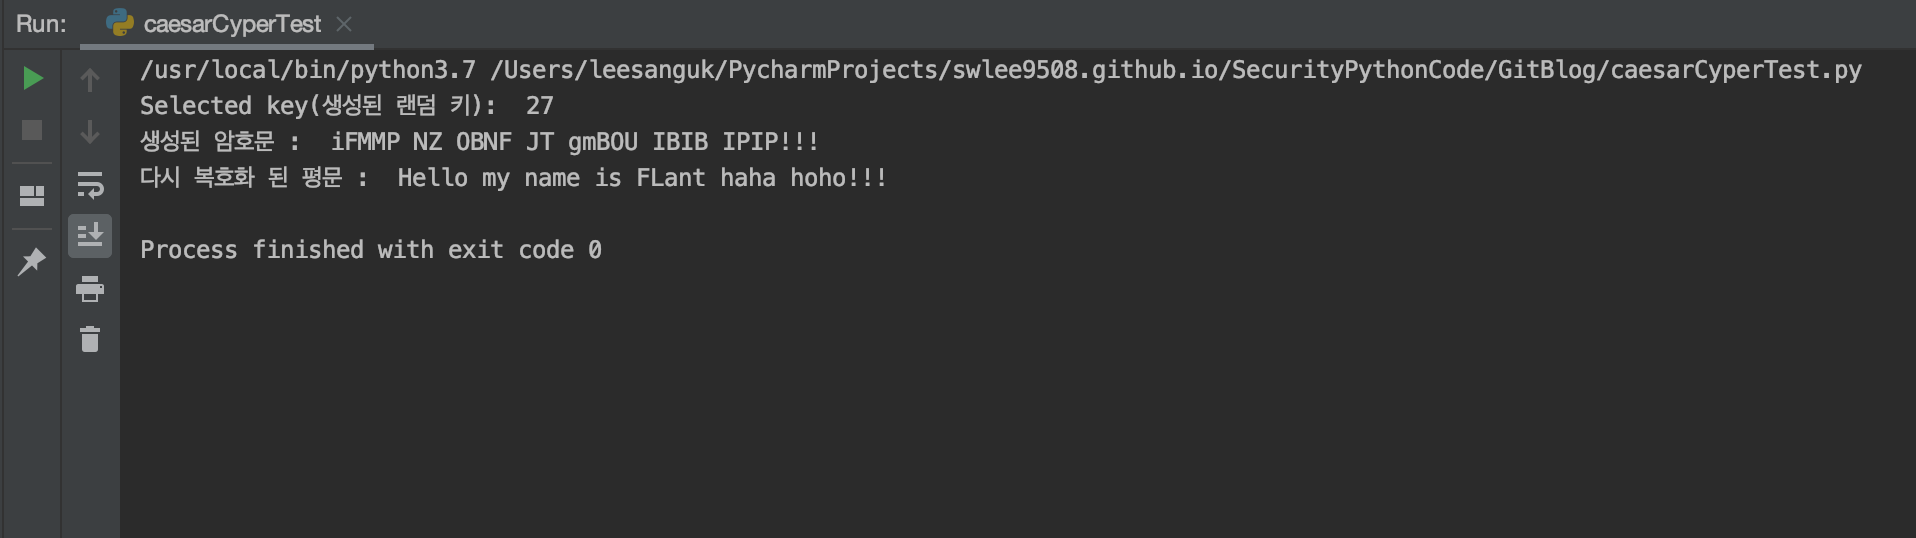 Run: caesarCyperTest
/usr/local/bin/python3.7 /Users/leesanguk/PycharmProjects/swlee9508.github.io/SecurityPythonCode/GitBlog/caesarCyperTest.py
Selected key(생성된 랜덤 키):  27
생성된 암호문 :  iFMMP NZ OBNF JT gmBOU IBIB IPIP!!!
다시 복호화 된 평문 :  Hello my name is FLant haha hoho!!!
Process finished with exit code 0